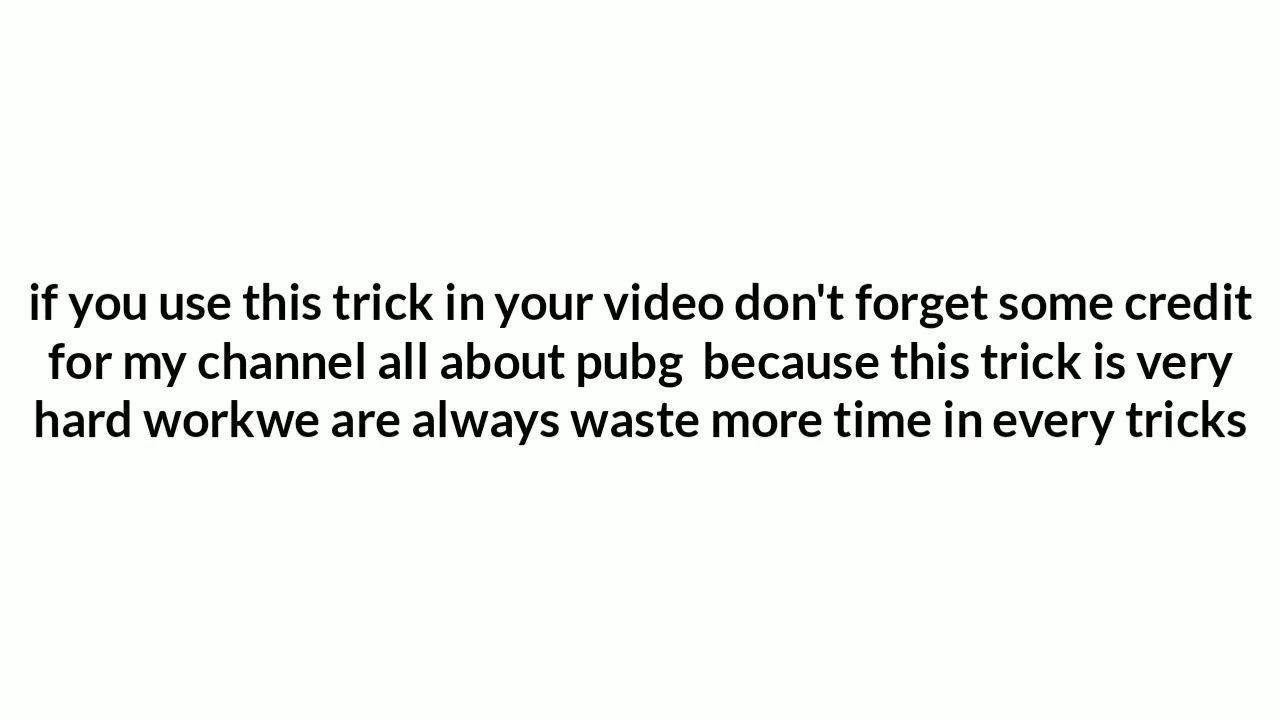 if you use this trick in your video don't forget some credit
for my channel all about pubg  because this trick is very
hard workwe are always waste more time in every tricks